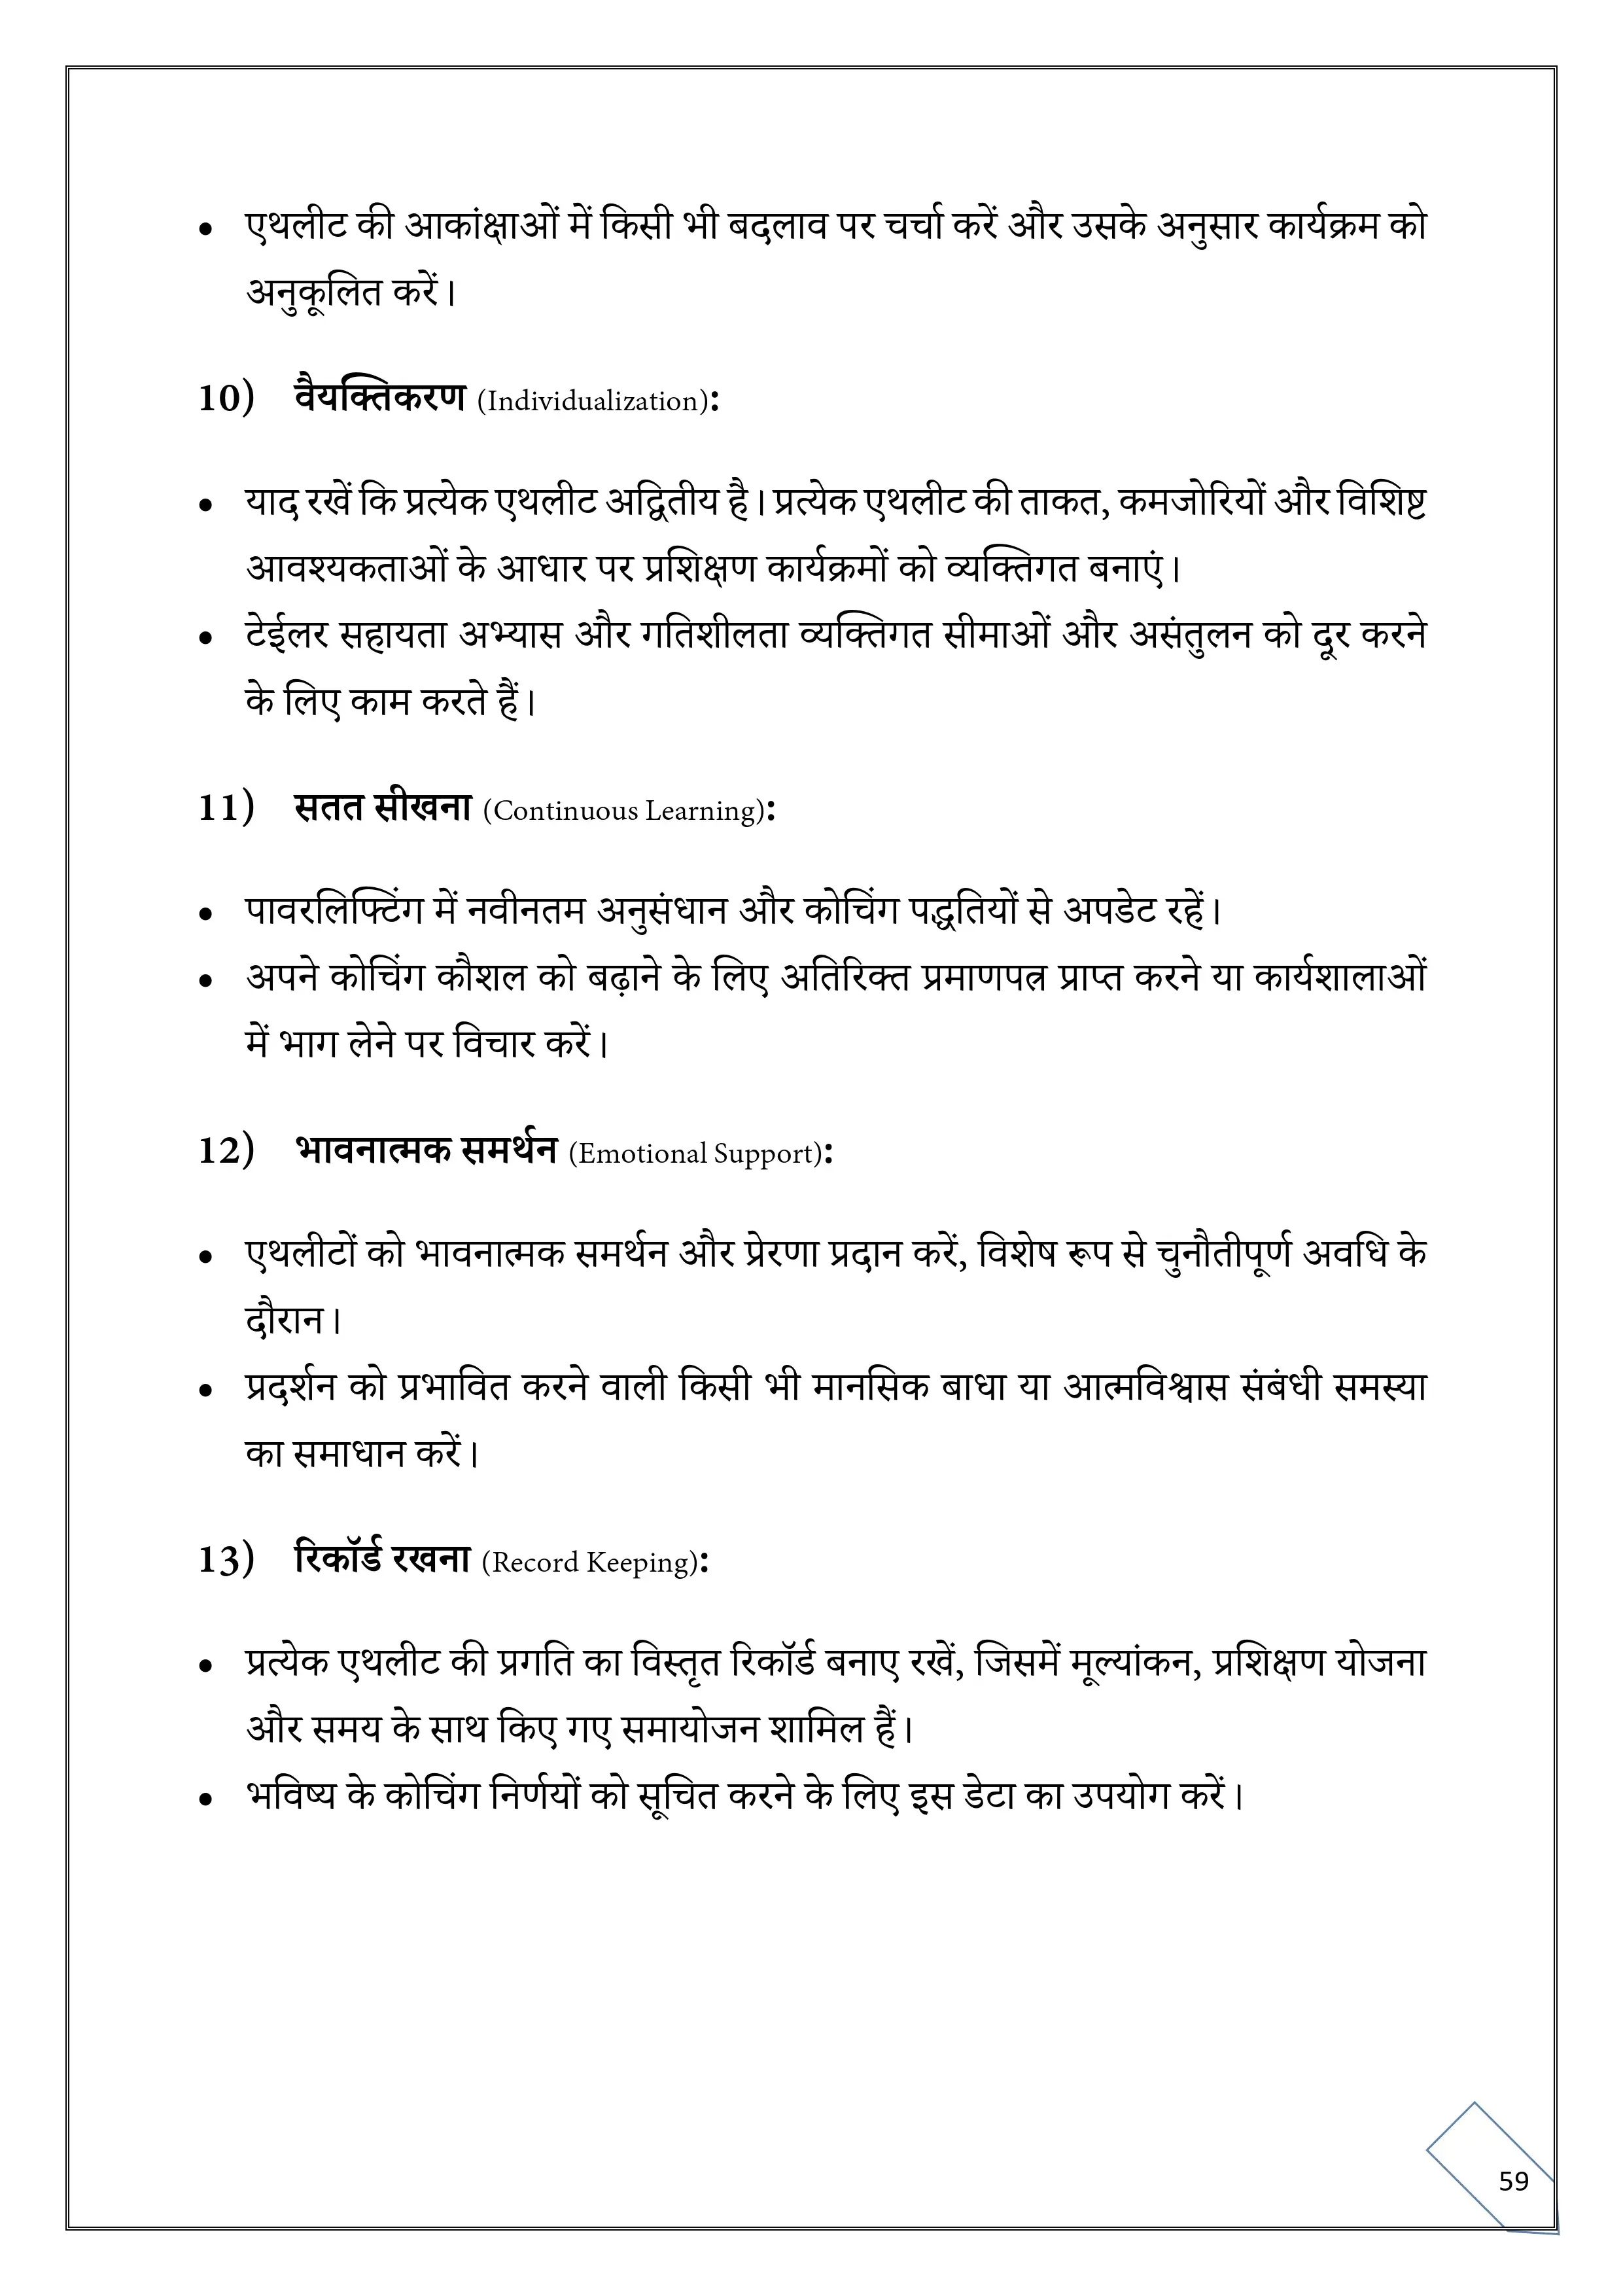 • एथलीट की आकांक्षाओं में किसी भी बदलाव पर चर्चा करें और उसके अनुसार कार्यक्रम को
अनुकूलित करें।
10) वैयक्तिकरण (Individualization):
• याद रखें कि प्रत्येक एथलीट अद्वितीय है। प्रत्येक एथलीट की ताकत, कमजोरियों और विशिष्ट
आवश्यकताओं के आधार पर प्रशिक्षण कार्यक्रमों को व्यक्तिगत बनाएं।
• टेईलर सहायता अभ्यास और गतिशीलता व्यक्तिगत सीमाओं और असंतुलन को दूर करने
के लिए काम करते हैं।
11) सतत सीखना (Continuous Learning):
• पावरलिफ्टिंग में नवीनतम अनुसंधान और कोचिंग पद्धतियों से अपडेट रहें।
• अपने कोचिंग कौशल को बढ़ाने के लिए अतिरिक्त प्रमाणपत्र प्राप्त करने या कार्यशालाओं
में भाग लेने पर विचार करें।
12) भावनात्मक समर्थन (Emotional Support):
• एथलीटों को भावनात्मक समर्थन और प्रेरणा प्रदान करें, विशेष रूप से चुनौतीपूर्ण अवधि के
दौरान।
• प्रदर्शन को प्रभावित करने वाली किसी भी मानसिक बाधा या आत्मविश्वास संबंधी समस्या
का समाधान करें।
13) रिकॉर्ड रखना (Record Keeping):
• प्रत्येक एथलीट की प्रगति का विस्तृत रिकॉर्ड बनाए रखें, जिसमें मूल्यांकन, प्रशिक्षण योजना
और समय के साथ किए गए समायोजन शामिल हैं।
• भविष्य के कोचिंग निर्णयों को सूचित करने के लिए इस डेटा का उपयोग करें।
59